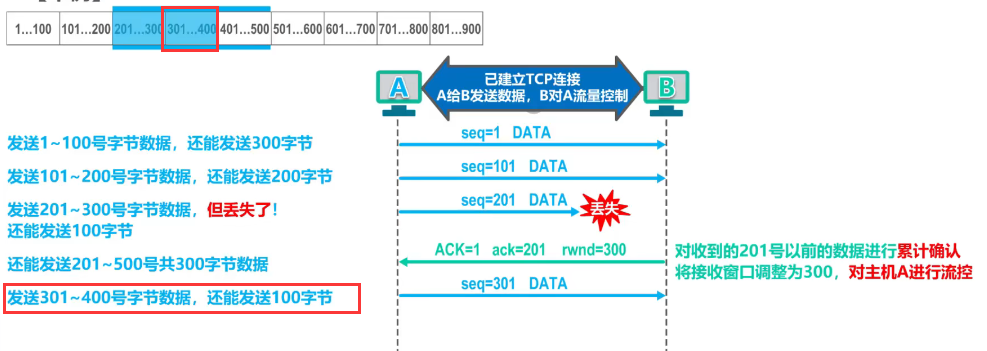 1...100 101...200 201...300 301...400 401...500 501...600 601...700 701...800 801...900
已建立TCP连接
A给B发送数据,B对A流量控制
A
B
发送1~100号字节数据,还能发送300字节
seq=1 DATA
发送101~200号字节数据,还能发送200字节
seq=101 DATA
发送201~300号字节数据,但丢失了!
还能发送100字节
seq=201 DATA
丢失
还能发送201~500号共300字节数据
ACK=1 ack=201 rwnd=300
对收到的201号以前的数据进行累计确认
将接收窗口调整为300,对主机A进行流控
发送301~400号字节数据,还能发送100字节
seq=301 DATA